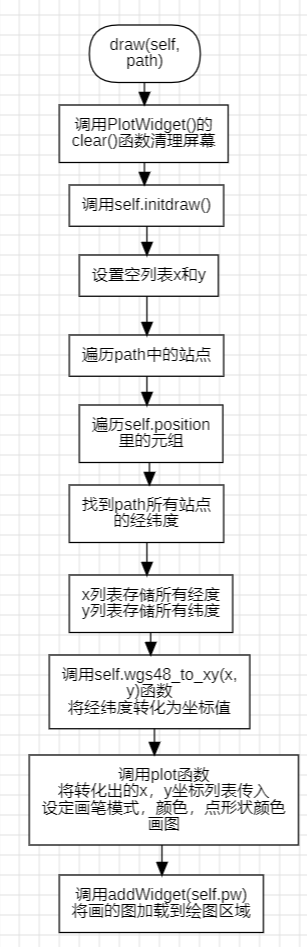 draw(self,
path)
调用PlotWidget()的
clear()函数清理屏幕
调用self.initdraw()
设置空列表x和y
遍历path中的站点
遍历self.position
里的元组
找到path所有站点
的经纬度
x列表存储所有经度
y列表存储所有纬度
调用self.wgs48_to_xy(x,
y)函数
将经纬度转化为坐标值
调用plot函数
将转化出的x，y坐标列表传入
设定画笔模式，颜色，点形状颜色
画图
调用addWidget(self.pw)
将画的图加载到绘图区域